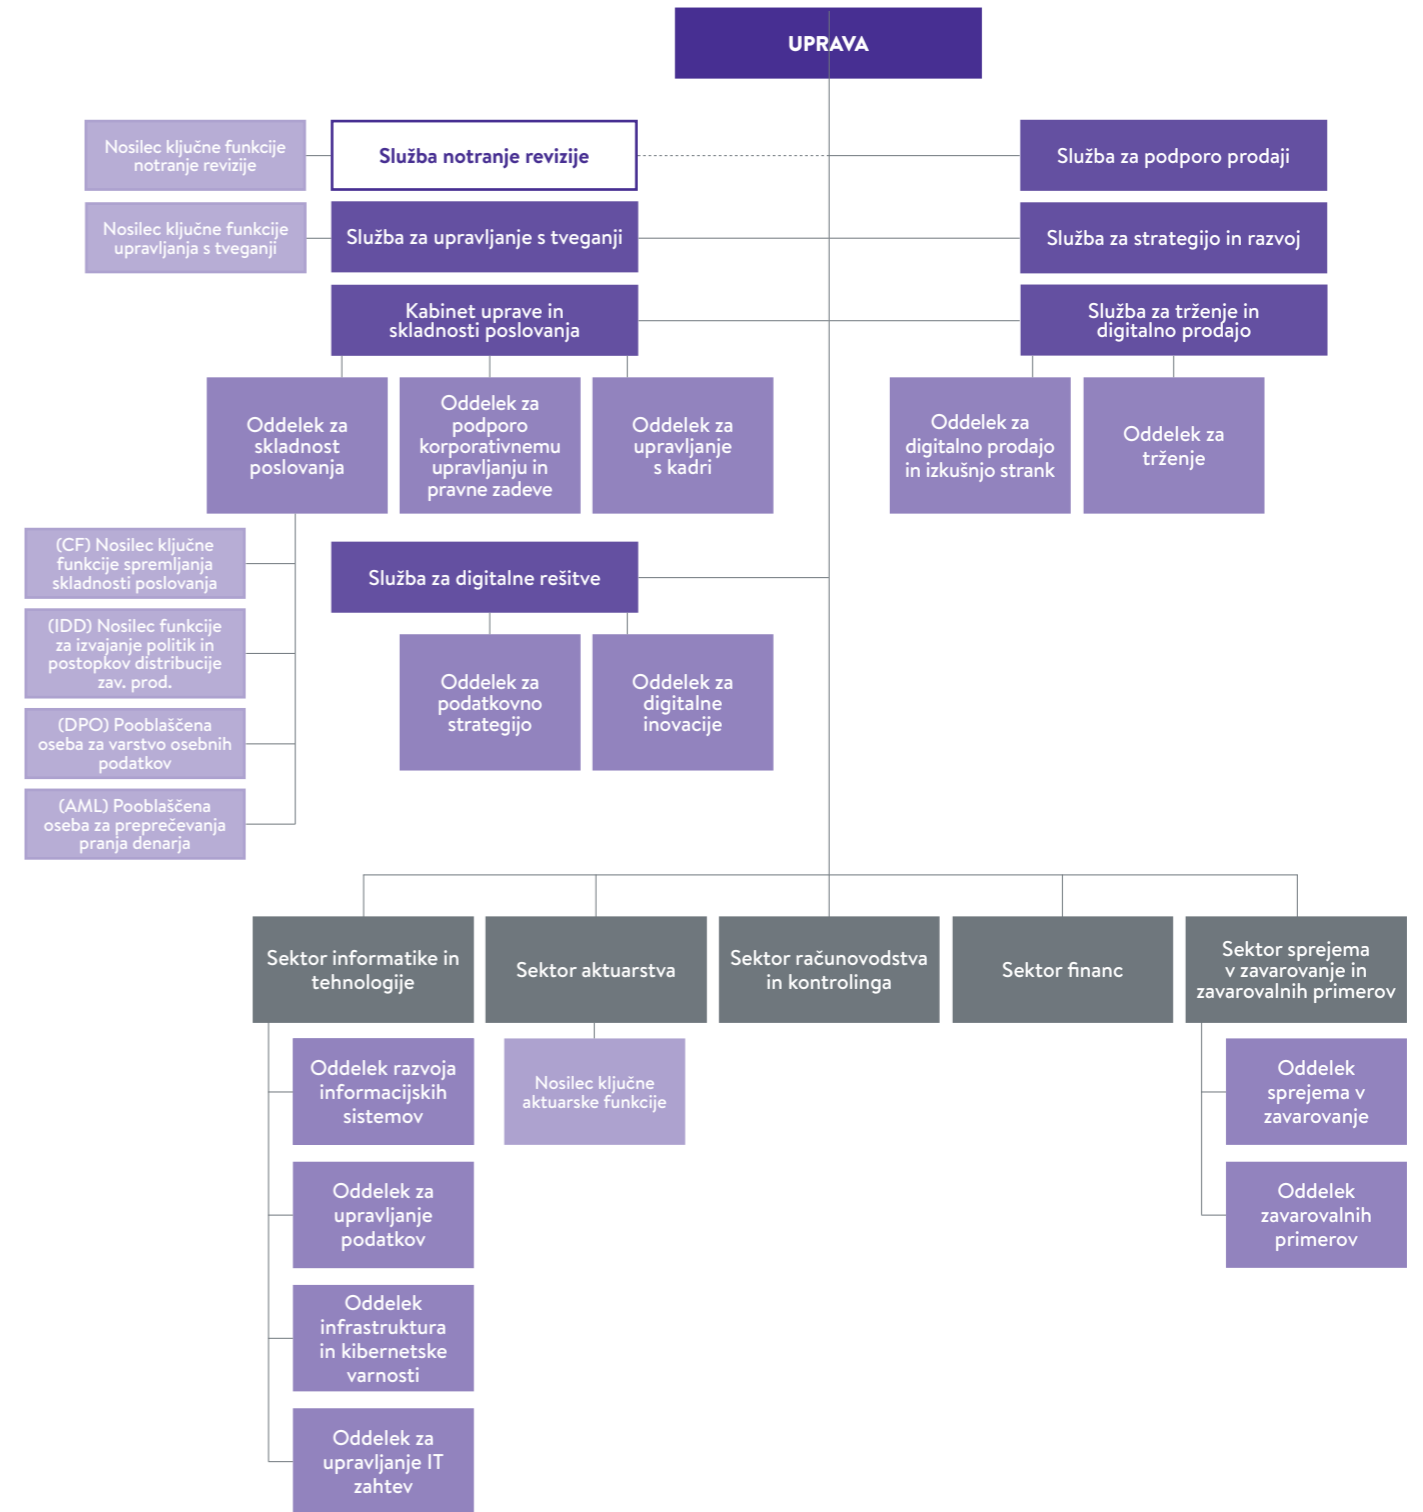 UPRAVA
Nosilec ključne funkcije
notranje revizije
Služba notranje revizije
Služba za podporo prodaji
Nosilec ključne funkcije
upravljanja s tveganji
Služba za upravljanje s tveganji
Služba za strategijo in razvoj
Kabinet uprave in
skladnosti poslovanja
Služba za trženje in
digitalno prodajo
Oddelek za
skladnost
poslovanja
Oddelek za
podporo
korporativnemu
upravljanju in
pravne zadeve
Oddelek za
upravljanje
s kadri
Oddelek za
digitalno prodajo
in izkušnjo strank
Oddelek za
trženje
(CF) Nosilec ključne
funkcije spremljanja
skladnosti poslovanja
(IDD) Nosilec funkcije
za izvajanje politik in
postopkov distribucije
zav. prod.
(DPO) Pooblaščena
oseba za varstvo osebnih
podatkov
(AML) Pooblaščena
oseba za preprečevanja
pranja denarja
Služba za digitalne rešitve
Oddelek za
podatkovno
strategijo
Oddelek za
digitalne
inovacije
Sektor informatike in
tehnologije
Sektor aktuarstva
Sektor računovodstva
in kontrolinga
Sektor financ
Sektor sprejema
v zavarovanje in
zavarovalnih primerov
Oddelek razvoja
informacijskih
sistemov
Nosilec ključne
aktuarske funkcije
Oddelek
sprejema v
zavarovanje
Oddelek za
upravljanje
podatkov
Oddelek
zavarovalnih
primerov
Oddelek
infrastruktura
in kibernetske
varnosti
Oddelek za
upravljanje IT
zahtev